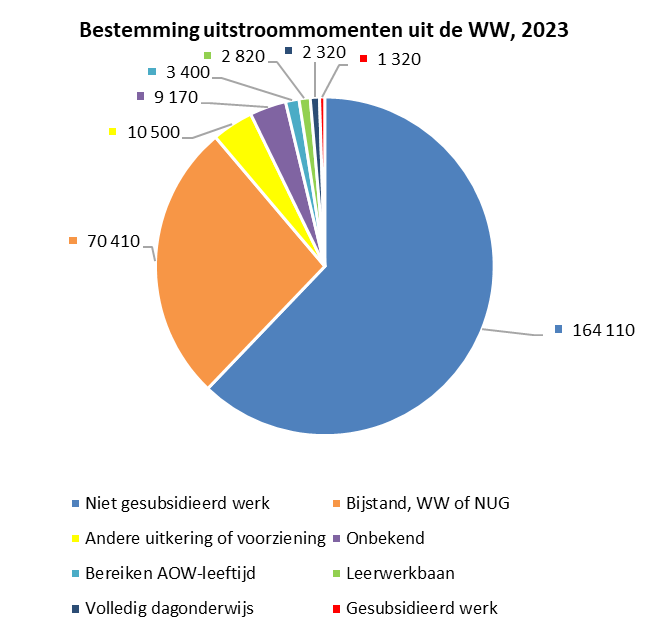 Bestemming uitstroommomenten uit de WW, 2023
2 320
2 820
1 320
3 400
9 170
10 500
70 410
164 110
Niet gesubsidieerd werk
Bijstand, WW of NUG
Andere uitkering of voorziening
Onbekend
Bereiken AOW-leeftijd
Leerwerkbaan
Volledig dagonderwijs
Gesubsidieerd werk